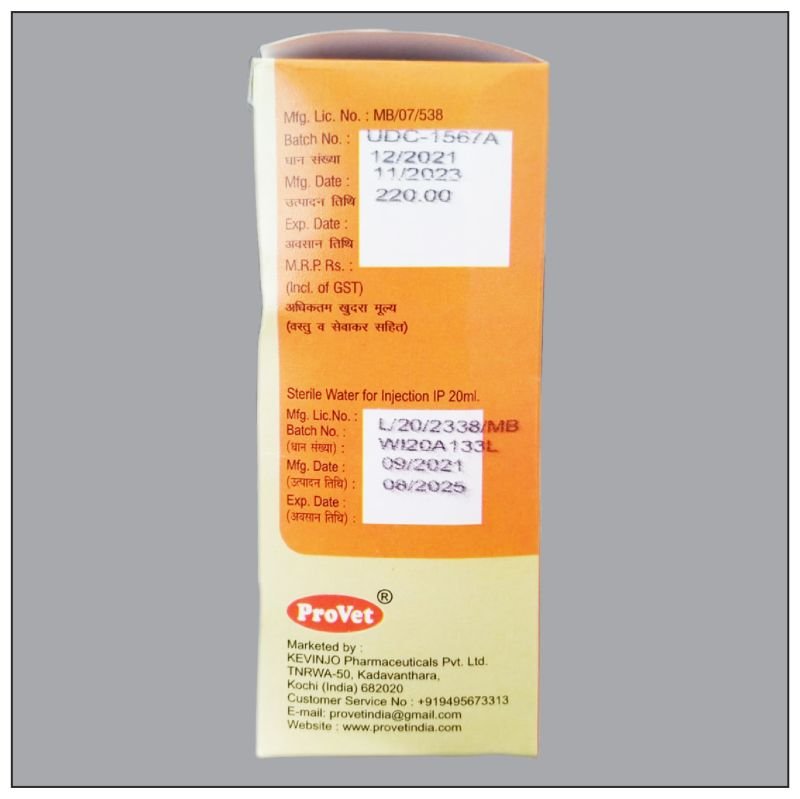 Mfg. Lic. No. : MB/07/538
Batch No. : UDC-1567A
धान संख्या 12/2021
Mfg. Date : 11/2023
उत्पादन तिथि 220.00
Exp. Date :
अवसान तिथि
M.R.P. Rs. :
(Incl. of GST)
अधिकतम खुदरा मूल्य
(वस्तु व सेवाकर सहित)
Sterile Water for Injection IP 20ml.
Mfg. Lic.No. : L/20/2338/MB
Batch No. : WI20A133L
(धान संख्या) :
Mfg. Date : 09/2021
(उत्पादन तिथि) : 08/2025
Exp. Date :
(अवसान तिथि) :
ProVet ®
Marketed by :
KEVINJO Pharmaceuticals Pvt. Ltd.
TNRWA-50, Kadavanthara,
Kochi (India) 682020
Customer Service No : +919495673313
E-mail: provetindia@gmail.com
Website : www.provetindia.com